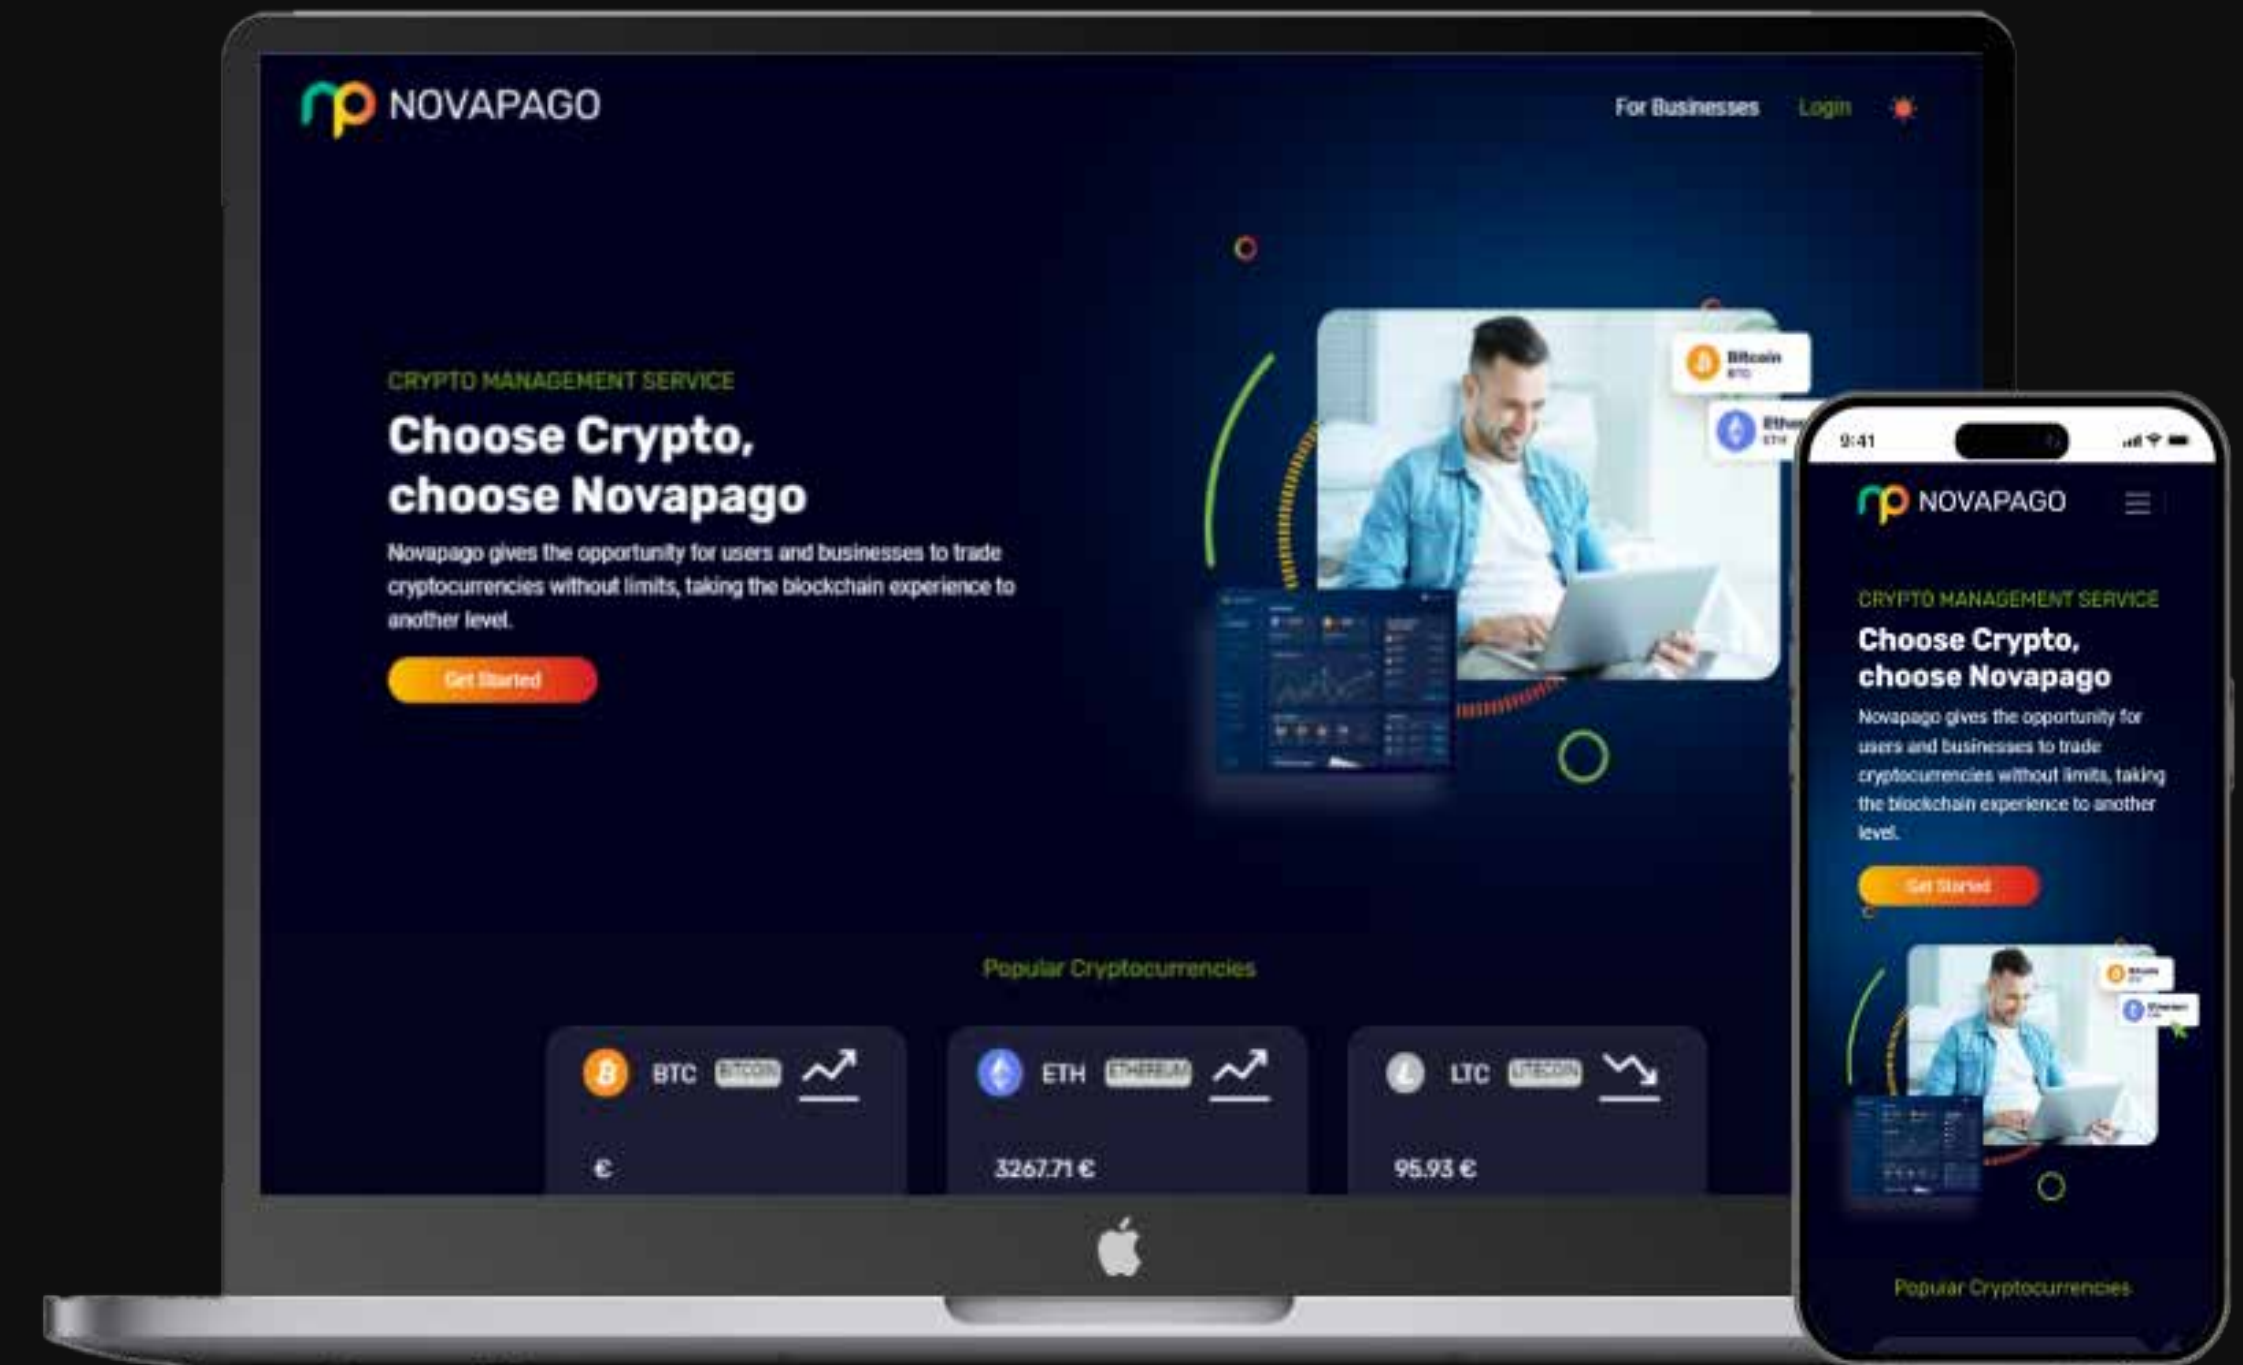 NOVAPAGO
For Businesses
Login
CRYPTO MANAGEMENT SERVICE
Choose Crypto,
choose Novapago
Novapago gives the opportunity for users and businesses to trade
cryptocurrencies without limits, taking the blockchain experience to
another level.
Get Started
Bitcoin
BTC
ETH
Popular Cryptocurrencies
BTC BITCOIN
€
ETH ETHEREUM
3267.71 €
LTC LITECOIN
95.93 €
9:41
NOVAPAGO
CRYPTO MANAGEMENT SERVICE
Choose Crypto,
choose Novapago
Novapago gives the opportunity for
users and businesses to trade
cryptocurrencies without limits, taking
the blockchain experience to another
level.
Get Started
Bitcoin
Ethereum
Popular Cryptocurrencies